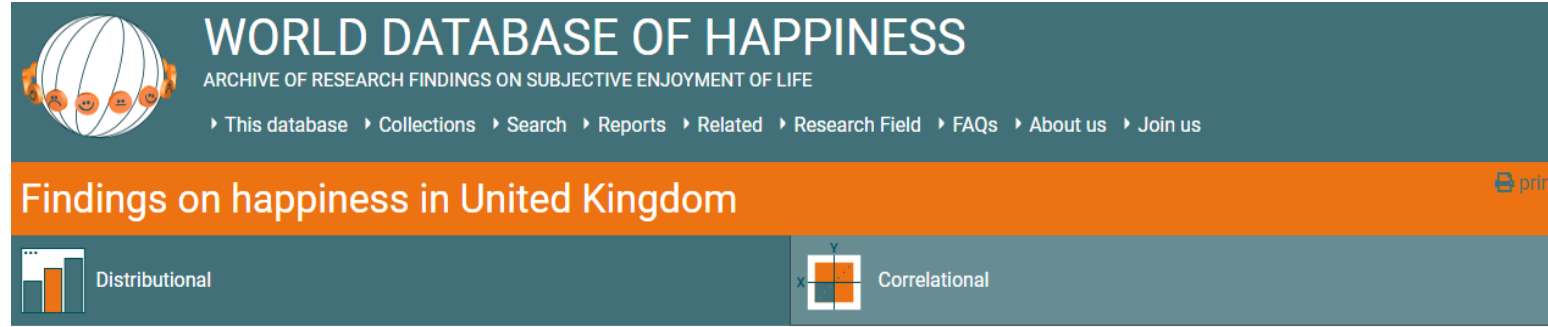 WORLD DATABASE OF HAPPINESS
ARCHIVE OF RESEARCH FINDINGS ON SUBJECTIVE ENJOYMENT OF LIFE
This database Collections Search Reports Related Research Field FAQs About us Join us
Findings on happiness in United Kingdom
prin
Distributional
Y
X
Correlational